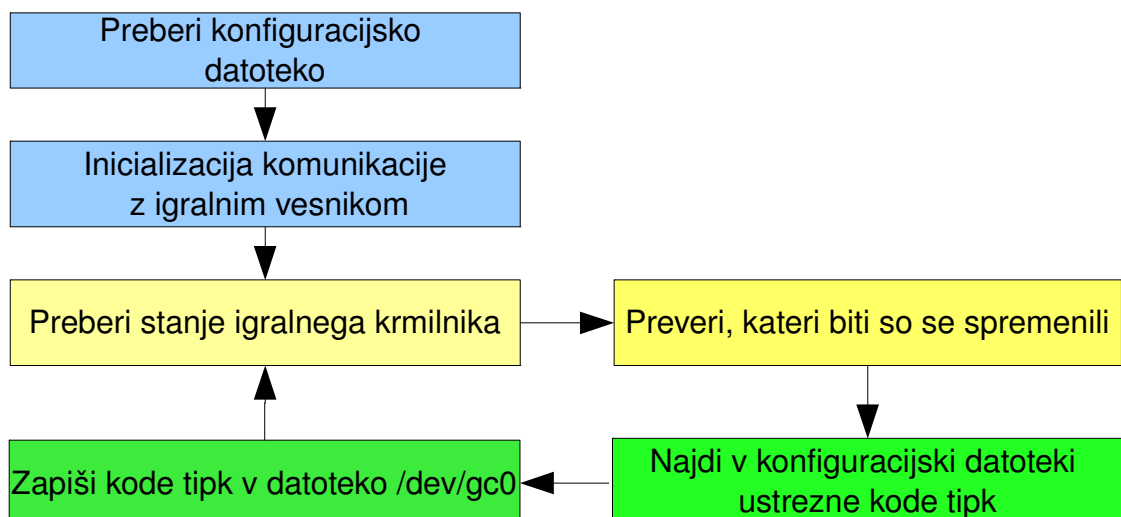 Preberi konfiguracijsko
datoteko
Inicializacija komunikacije
z igralnim vesnikom
Preberi stanje igralnega krmilnika
Preveri, kateri biti so se spremenili
Najdi v konfiguracijski datoteki
ustrezne kode tipk
Zapiši kode tipk v datoteko /dev/gc0